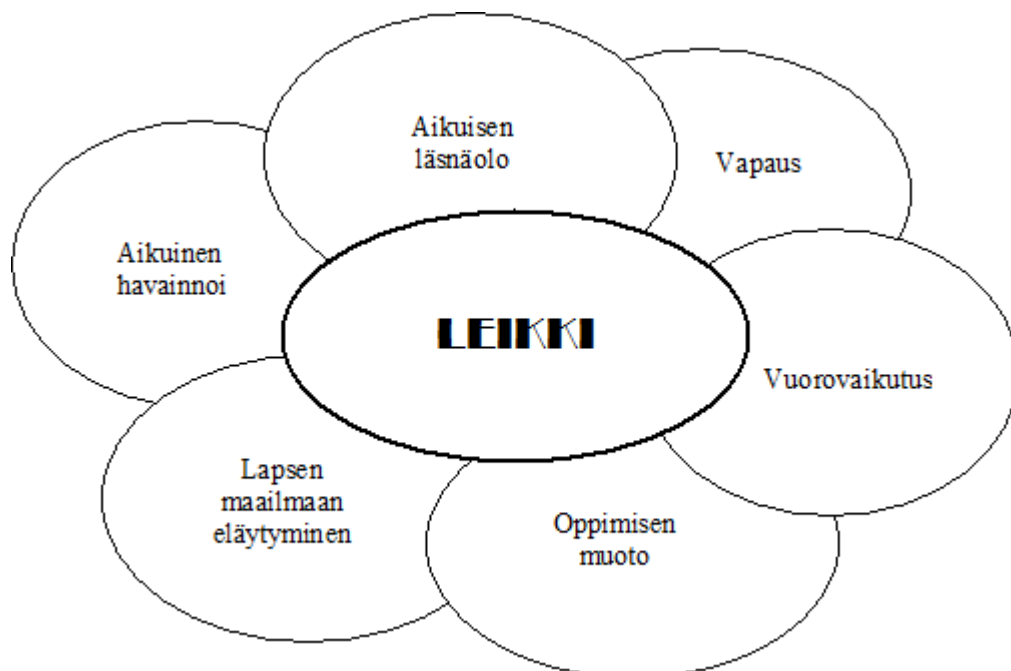 Aikuisen
läsnäolo
Vapaus
Aikuinen
havainnoi
LEIKKI
Vuorovaikutus
Lapsen
maailmaan
eläytyminen
Oppimisen
muoto